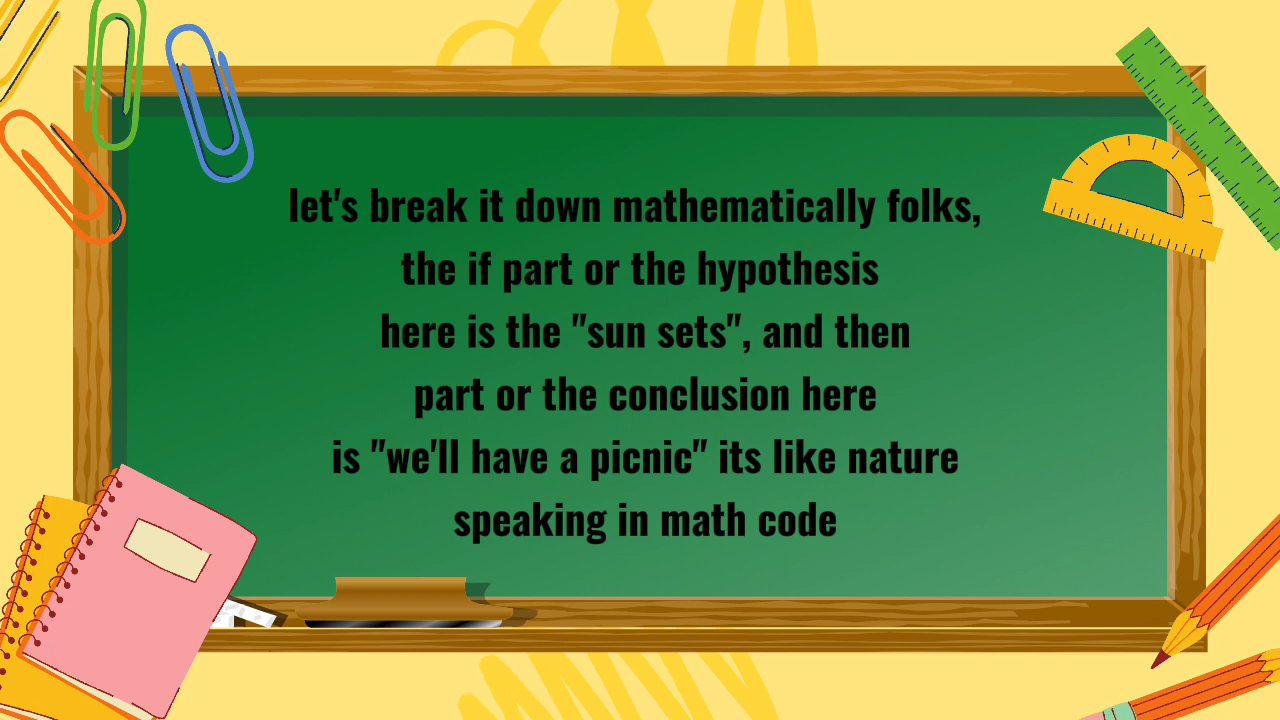 let's break it down mathematically folks,
the if part or the hypothesis
here is the "sun sets", and then
part or the conclusion here
is "we'll have a picnic" its like nature
speaking in math code